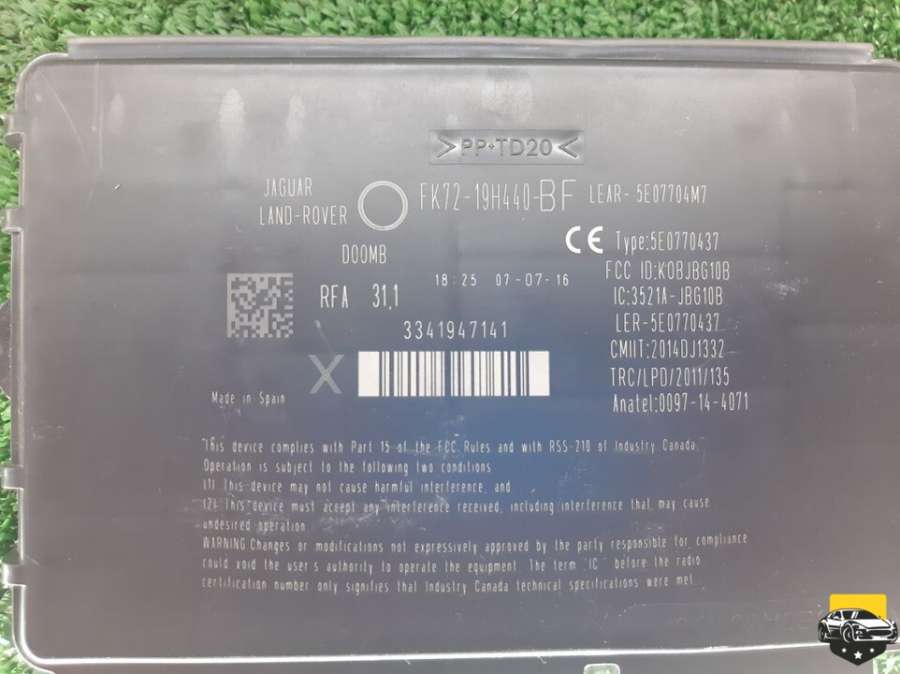 >PP+TD20<
JAGUAR
LAND-ROVER
FK72-19H440-BF
LEAR- 5E07704M7
DOOMB
18:25 07-07-16
RFA 31,1
3341947141
X
Made in Spain
CE Type:5E0770437
FCC ID:KOBJBG10B
IC:3521A-JBG10B
LER-5E0770437
CMIIT:2014DJ1332
TRC/LPD/2011/135
Anatel:0097-14-4071
This device complies with Part 15 of the FCC Rules and with RSS-210 of Industry Canada.
Operation is subject to the following two conditions
(1) This device may not cause harmful interference, and
(2) This device must accept any interference received, including interference that may cause
undesired operation
WARNING Changes or modifications not expressively approved by the party responsible for compliance
could void the user's authority to operate the equipment. The term "IC" before the radio
certification number only signifies that Industry Canada technical specifications were met.